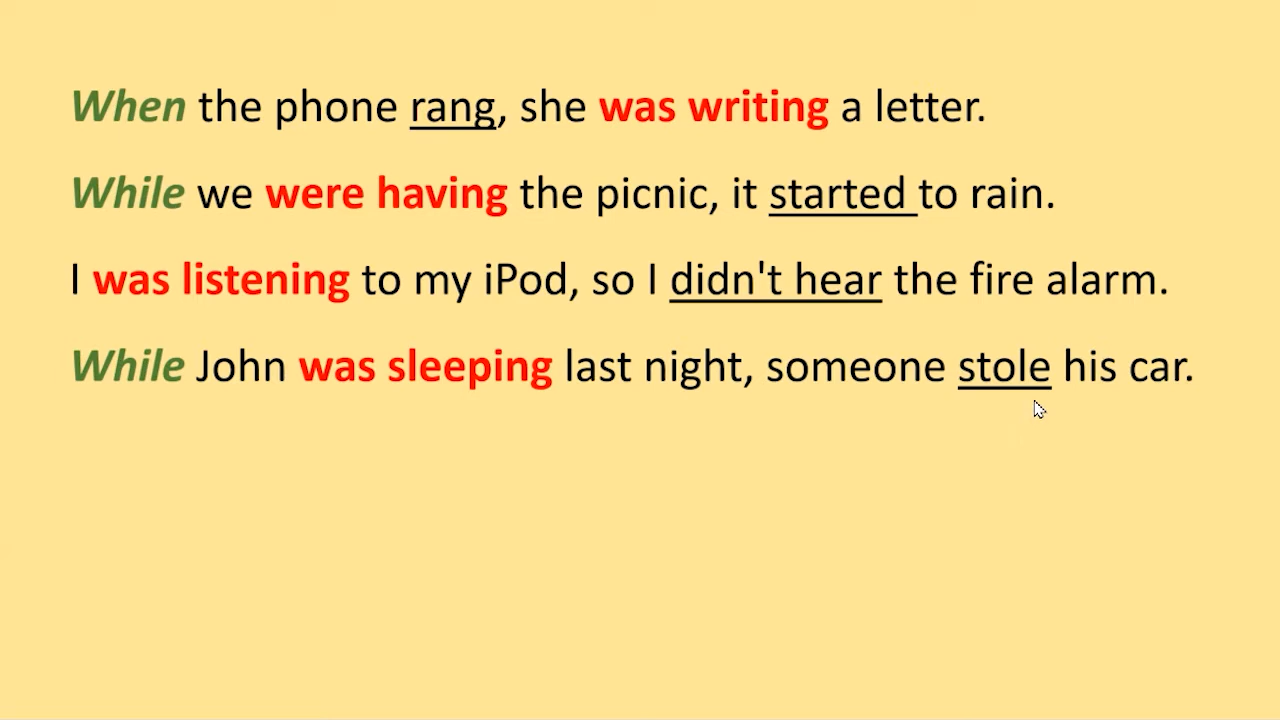 When the phone rang, she was writing a letter.
While we were having the picnic, it started to rain.
I was listening to my iPod, so I didn't hear the fire alarm.
While John was sleeping last night, someone stole his car.